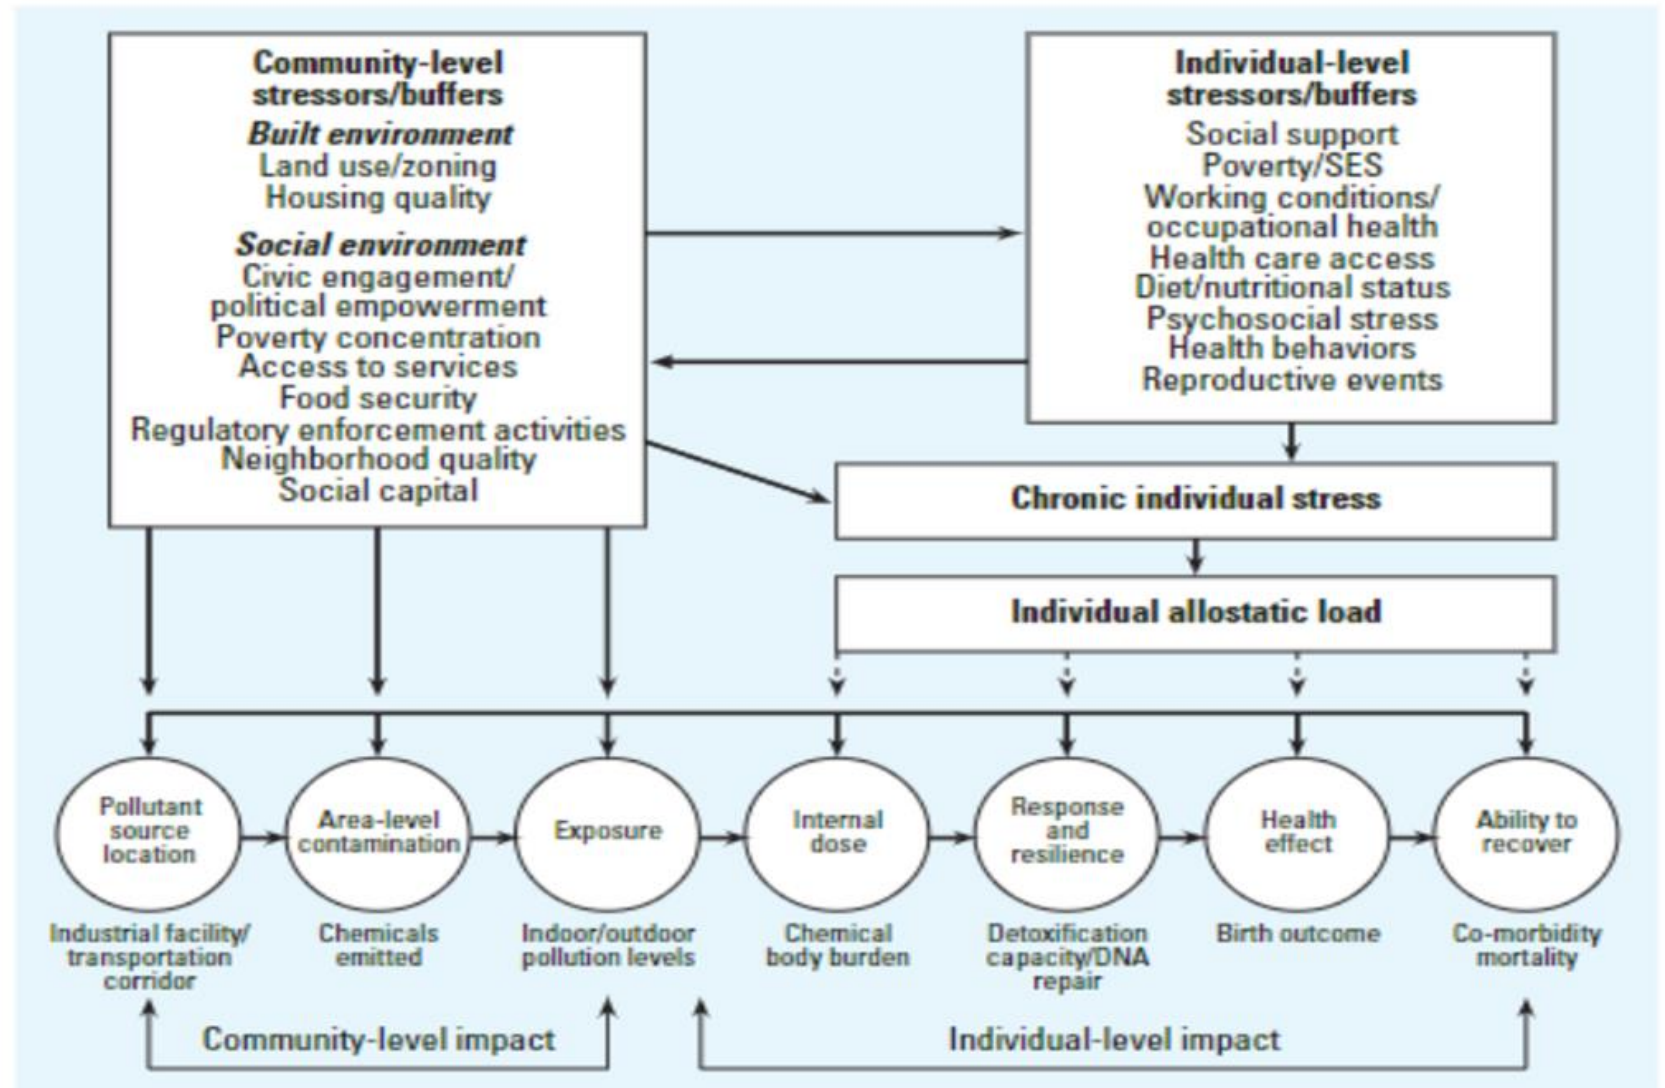 Community-level
stressors/buffers
Built environment
Land use/zoning
Housing quality
Social environment
Civic engagement/
political empowerment
Poverty concentration
Access to services
Food security
Regulatory enforcement activities
Neighborhood quality
Social capital
Individual-level
stressors/buffers
Social support
Poverty/SES
Working conditions/
occupational health
Health care access
Diet/nutritional status
Psychosocial stress
Health behaviors
Reproductive events
Chronic individual stress
Individual allostatic load
Pollutant
source
location
Area-level
contamination
Exposure
Internal
dose
Response
and
resilience
Health
effect
Ability to
recover
Industrial facility/
transportation
corridor
Chemicals
emitted
Indoor/outdoor
pollution levels
Chemical
body burden
Detoxification
capacity/DNA
repair
Birth outcome
Co-morbidity
mortality
Community-level impact
Individual-level impact